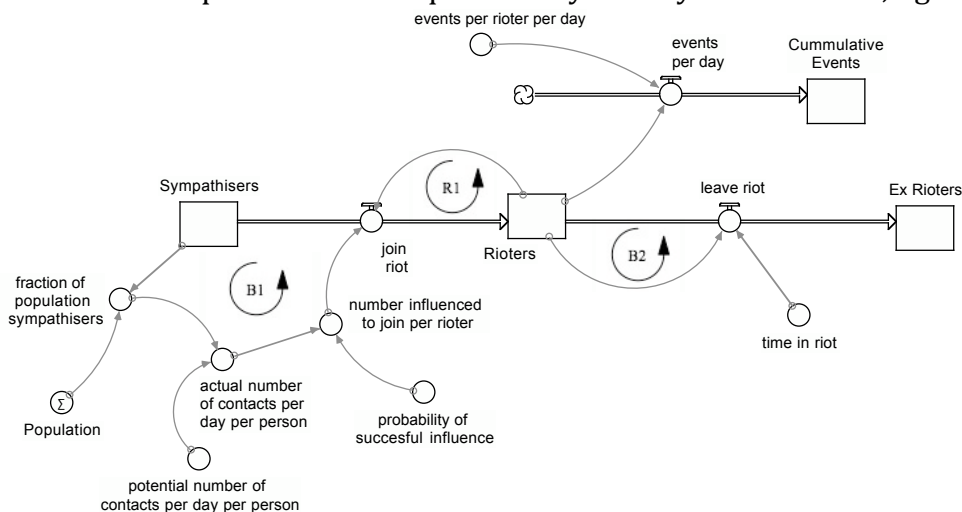 events per rioter per day
events
per day
Cummulative
Events
Sympathisers
R1
leave riot
Ex Rioters
join
riot
Rioters
B2
B1
fraction of
population
sympathisers
number influenced
to join per rioter
time in riot
actual number
of contacts per
day per person
Σ
Population
probability of
succesful influence
potential number of
contacts per day per person